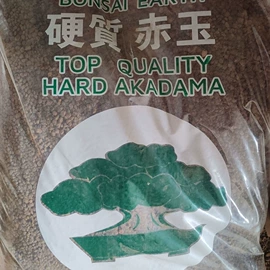 BONSAI EARTH
硬質 赤玉
TOP QUALITY
HARD AKADAMA